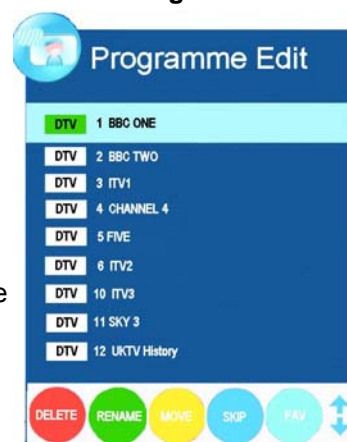 Programme Edit
DTV 1 BBC ONE
DTV 2 BBC TWO
DTV 3 ITV1
DTV 4 CHANNEL 4
DTV 5 FIVE
DTV 6 ITV2
DTV 10 ITV3
e
DTV 11 SKY 3
DTV 12 UKTV History
DELETE RENAME MOVE SKIP FAV